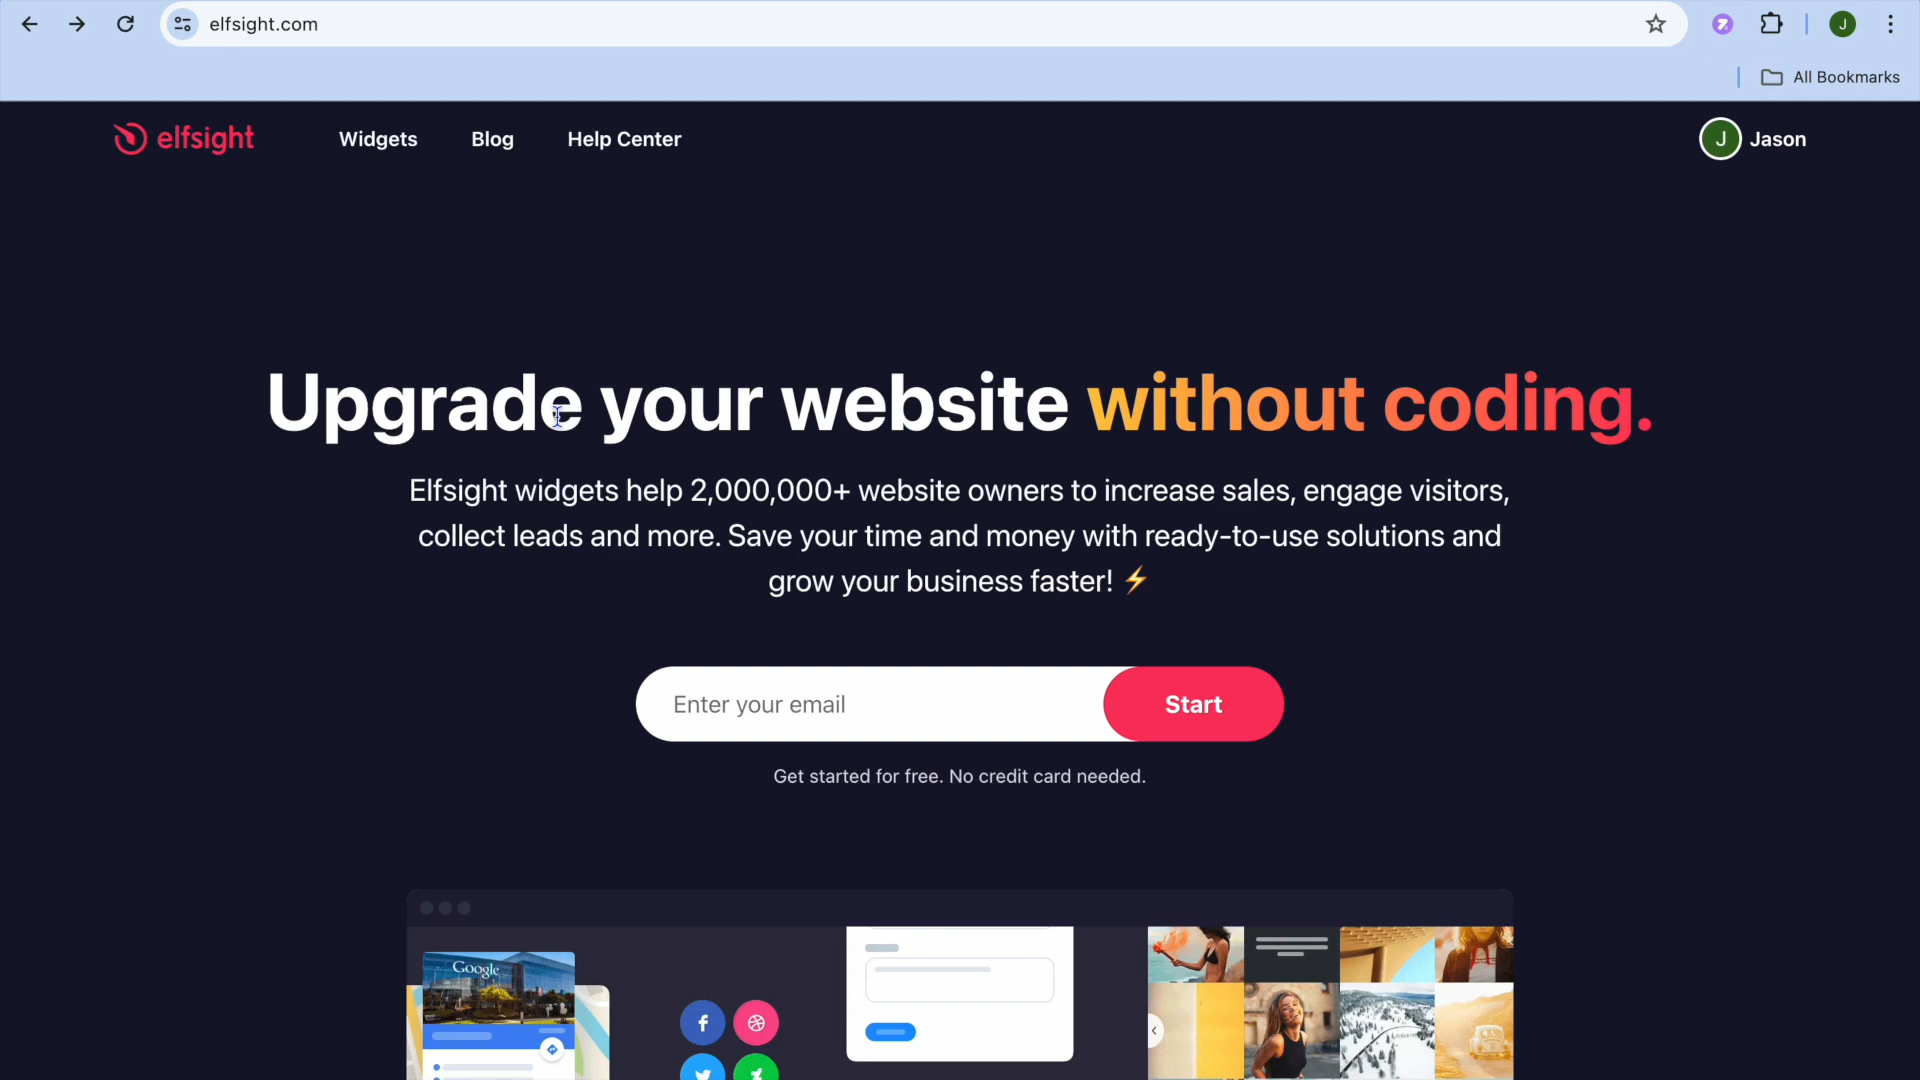 elfsight.com
J
All Bookmarks
elfsight
Widgets
Blog
Help Center
J
Jason
Upgrade your website without coding.
Elfsight widgets help 2,000,000+ website owners to increase sales, engage visitors,
collect leads and more. Save your time and money with ready-to-use solutions and
grow your business faster! ⚡
Enter your email
Start
Get started for free. No credit card needed.
Google